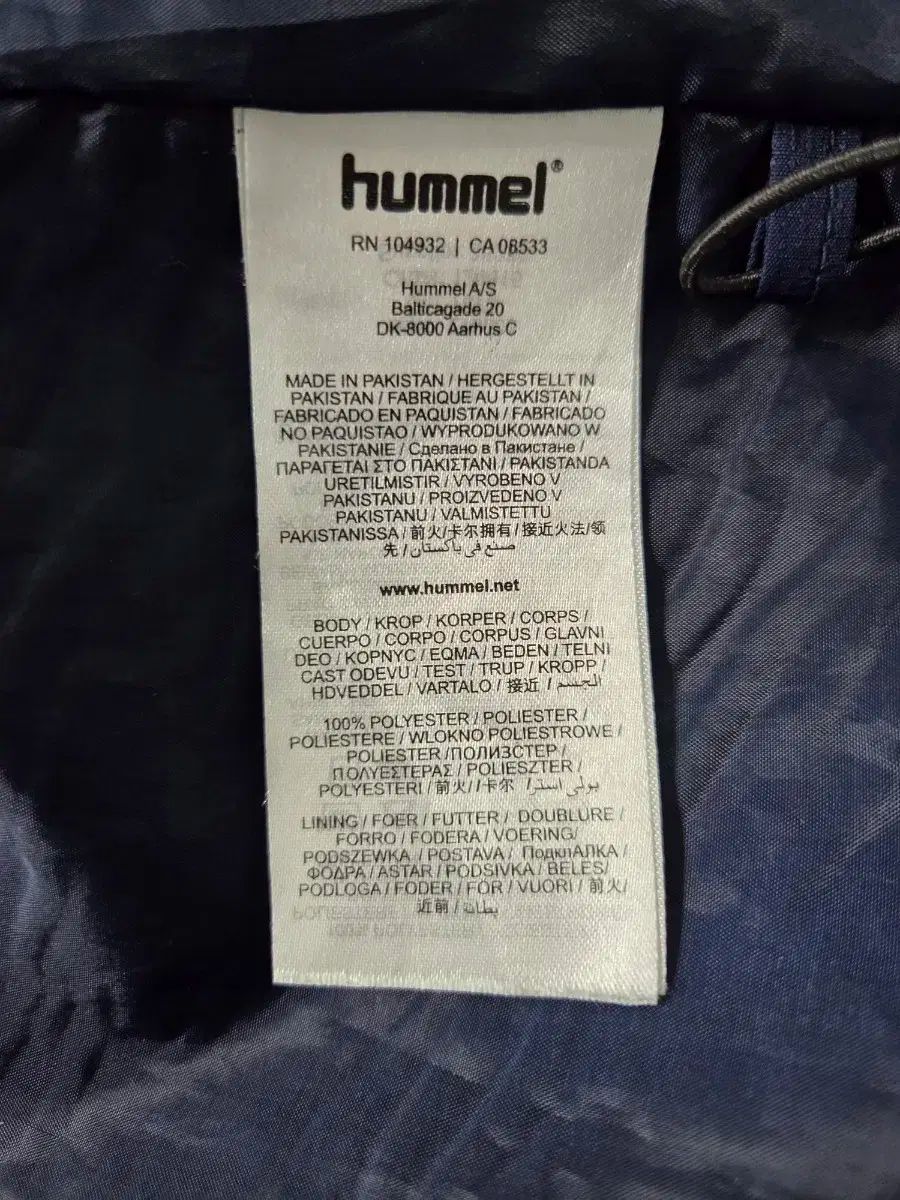 hummel®
RN 104932 | CA 08533
Hummel A/S
Balticagade 20
DK-8000 Aarhus C
MADE IN PAKISTAN / HERGESTELLT IN
PAKISTAN / FABRIQUE AU PAKISTAN /
FABRICADO EN PAQUISTAN / FABRICADO
NO PAQUISTAO / WYPRODUKOWANO W
PAKISTANIE / Сделано в Пакистане /
ΠΑΡΑΓΕΤΑΙ ΣΤΟ ΠΑΚΙΣΤΑΝΙ / PAKISTANDA
URETILMISTIR / VYROBENO V
PAKISTANU / PROIZVEDENO V
PAKISTANU / VALMISTETTU
PAKISTANISSA / 前火/卡尔拥有 / 接近火法/领
先 / صنع في باكستان /
www.hummel.net
BODY / KROP / KORPER / CORPS /
CUERPO / CORPO / CORPUS / GLAVNI
DEO / KOPNYC / EQMA / BEDEN / TELNI
CAST ODEVU / TEST / TRUP / KROPP /
HDVEDDEL / VARTALO / 接近 / الجسم /
100% POLYESTER / POLIESTER /
POLIESTERE / WLOKNO POLIESTROWE /
POLIESTER /ПОЛИЗСТЕР /
ΠΟΛΥΕΣΤΕΡΑΣ / POLIESZTER /
POLYESTERI / 前火/ /卡尔 /بولي استر
LINING / FOER / FUTTER / DOUBLURE /
FORRO / FODERA / VOERING/
PODSZEWKA / POSTAVA / ПодклАЛКА /
ΦΟΔΡΑ / ASTAR / PODSIVKA / BELES/
PODLOGA / FODER / FOR / VUORI / 前火/
近前 / بطانة